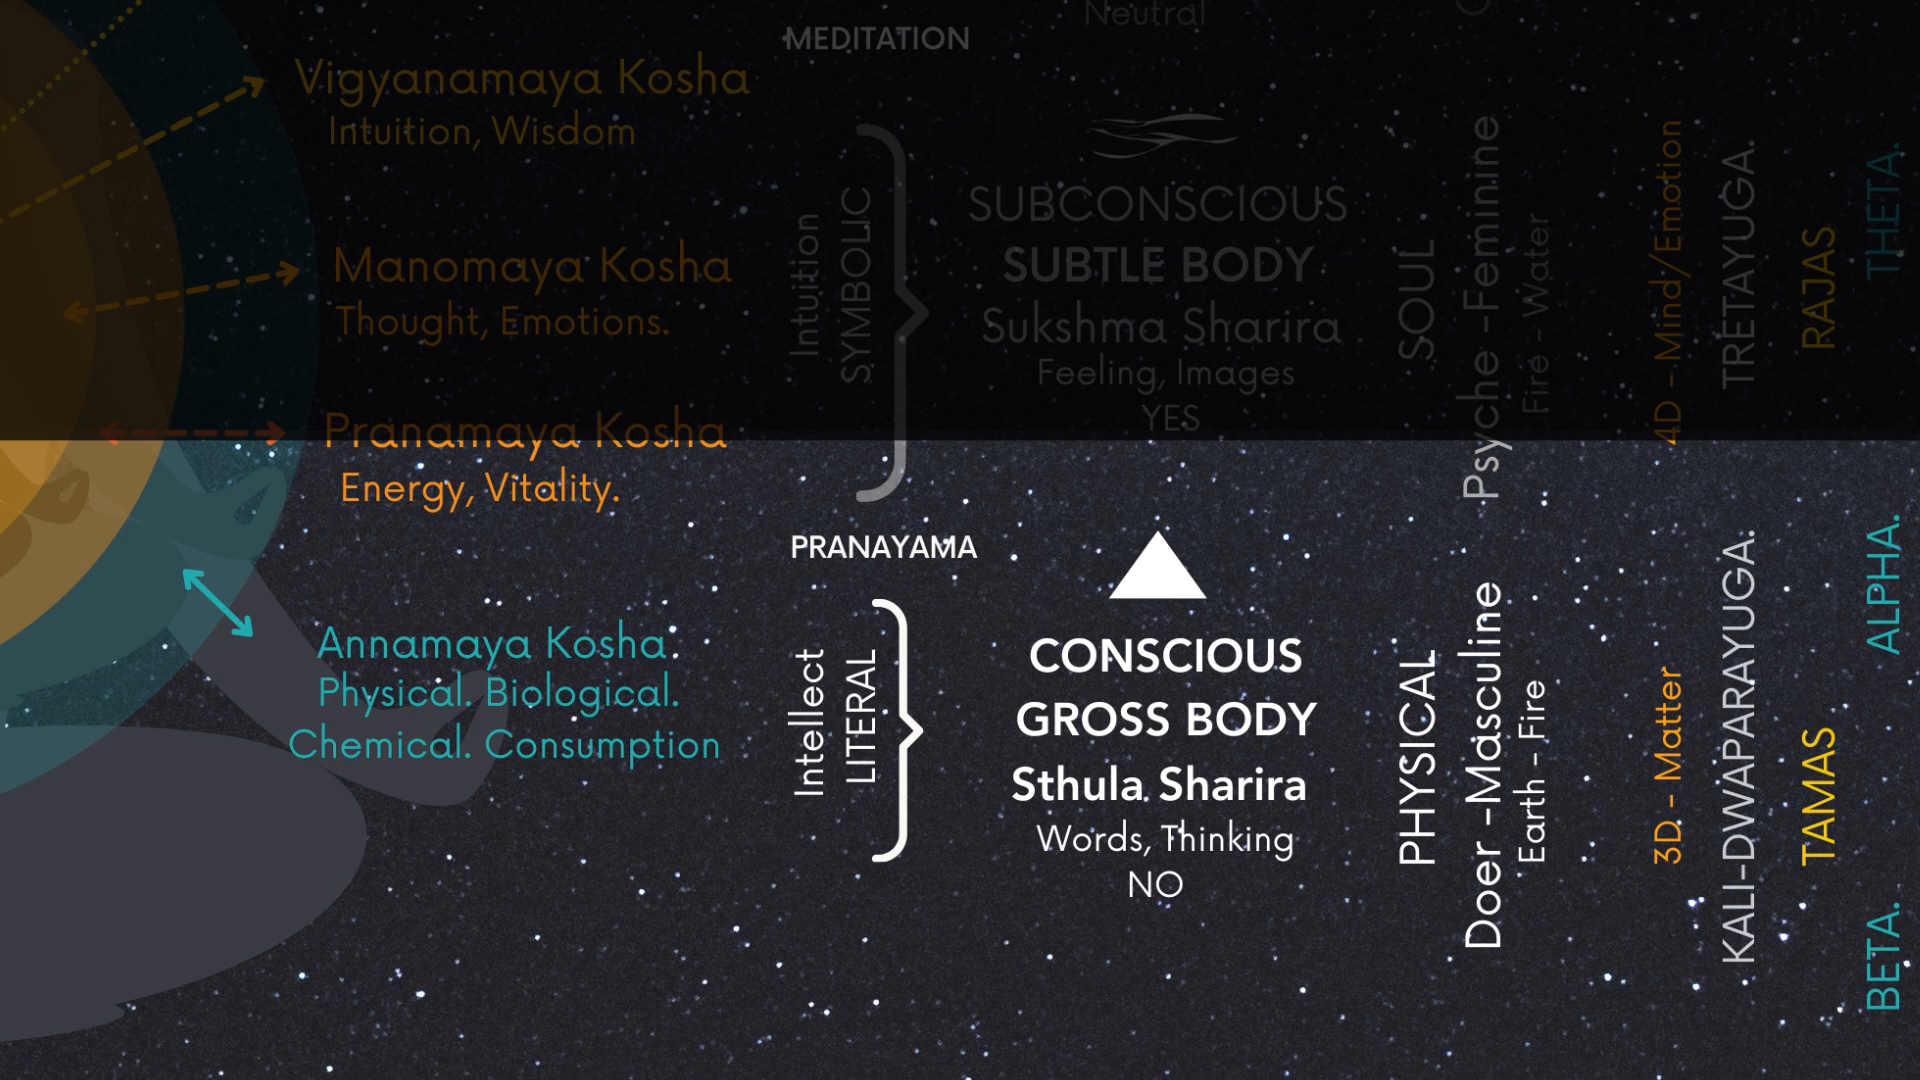 Neutral
MEDITATION
Vigyanamaya Kosha
Intuition, Wisdom
Manomaya Kosha
Thought, Emotions.
Pranamaya Kosha
Energy, Vitality.
Intuition
SYMBOLIC
SUBCONSCIOUS
SUBTLE BODY
Sukshma Sharira
Feeling, Images
YES
SOUL
Psyche -Feminine
Fire - Water
4D - Mind/Emotion
TRETAYUGA.
RAJAS
THETA.
PRANAYAMA
Annamaya Kosha.
Physical. Biological.
Chemical. Consumption
Intellect
LITERAL
CONSCIOUS
GROSS BODY
Sthula Sharira
Words, Thinking
NO
PHYSICAL
Doer -Masculine
Earth - Fire
3D - Matter
KALI-DWAPARAYUGA.
TAMAS
ALPHA.
BETA.